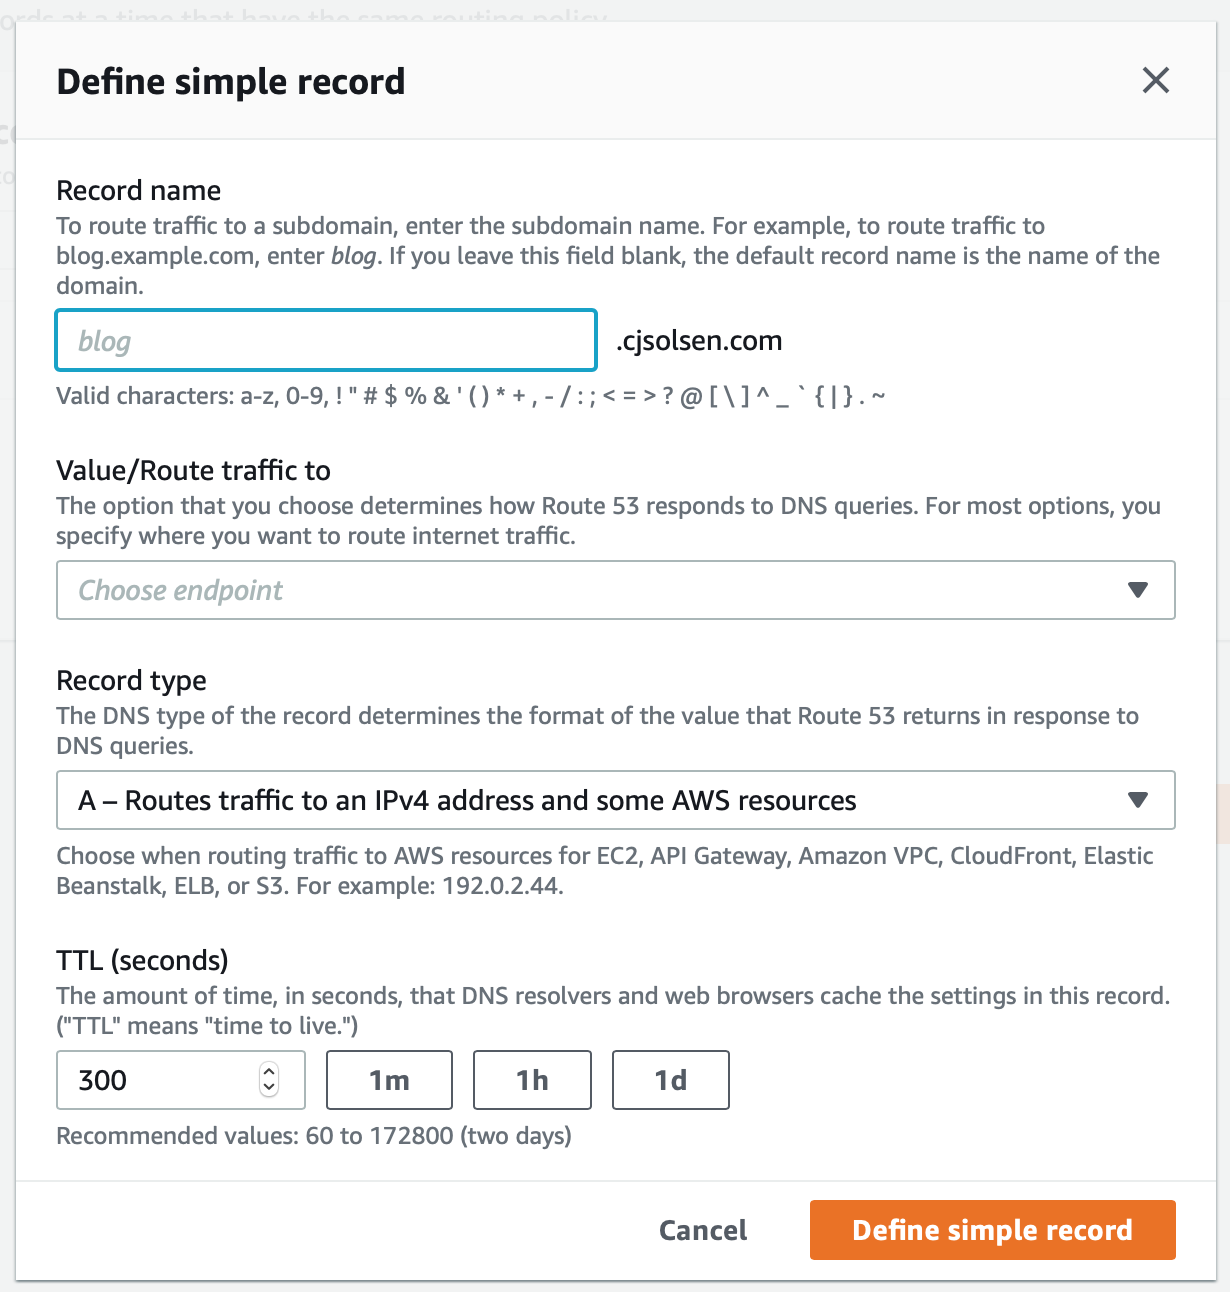 ords at a time that have the same routing policy
Define simple record
Record name
To route traffic to a subdomain, enter the subdomain name. For example, to route traffic to
blog.example.com, enter blog. If you leave this field blank, the default record name is the name of the
domain.
blog .cjsolsen.com
Valid characters: a-z, 0-9, ! " # $ % & ' ( ) * + , - / : ; < = > ? @ [ \ ] ^ _ ` { | } . ~
Value/Route traffic to
The option that you choose determines how Route 53 responds to DNS queries. For most options, you
specify where you want to route internet traffic.
Choose endpoint
Record type
The DNS type of the record determines the format of the value that Route 53 returns in response to
DNS queries.
A – Routes traffic to an IPv4 address and some AWS resources
Choose when routing traffic to AWS resources for EC2, API Gateway, Amazon VPC, CloudFront, Elastic
Beanstalk, ELB, or S3. For example: 192.0.2.44.
TTL (seconds)
The amount of time, in seconds, that DNS resolvers and web browsers cache the settings in this record.
("TTL" means "time to live.")
300 1m 1h 1d
Recommended values: 60 to 172800 (two days)
Cancel Define simple record